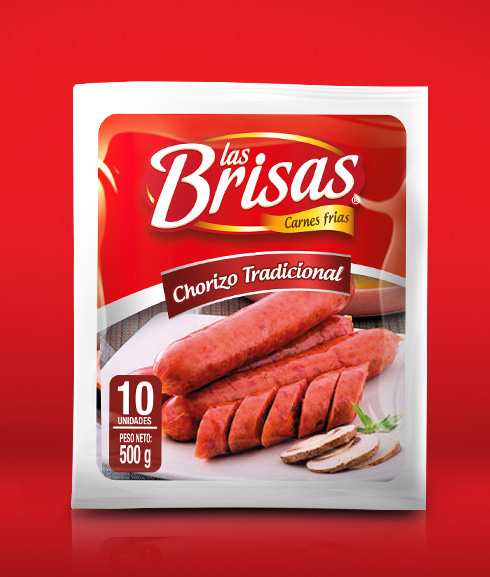 las
Brisas®
Carnes frías
Chorizo Tradicional
10
UNIDADES
PESO NETO:
500 g